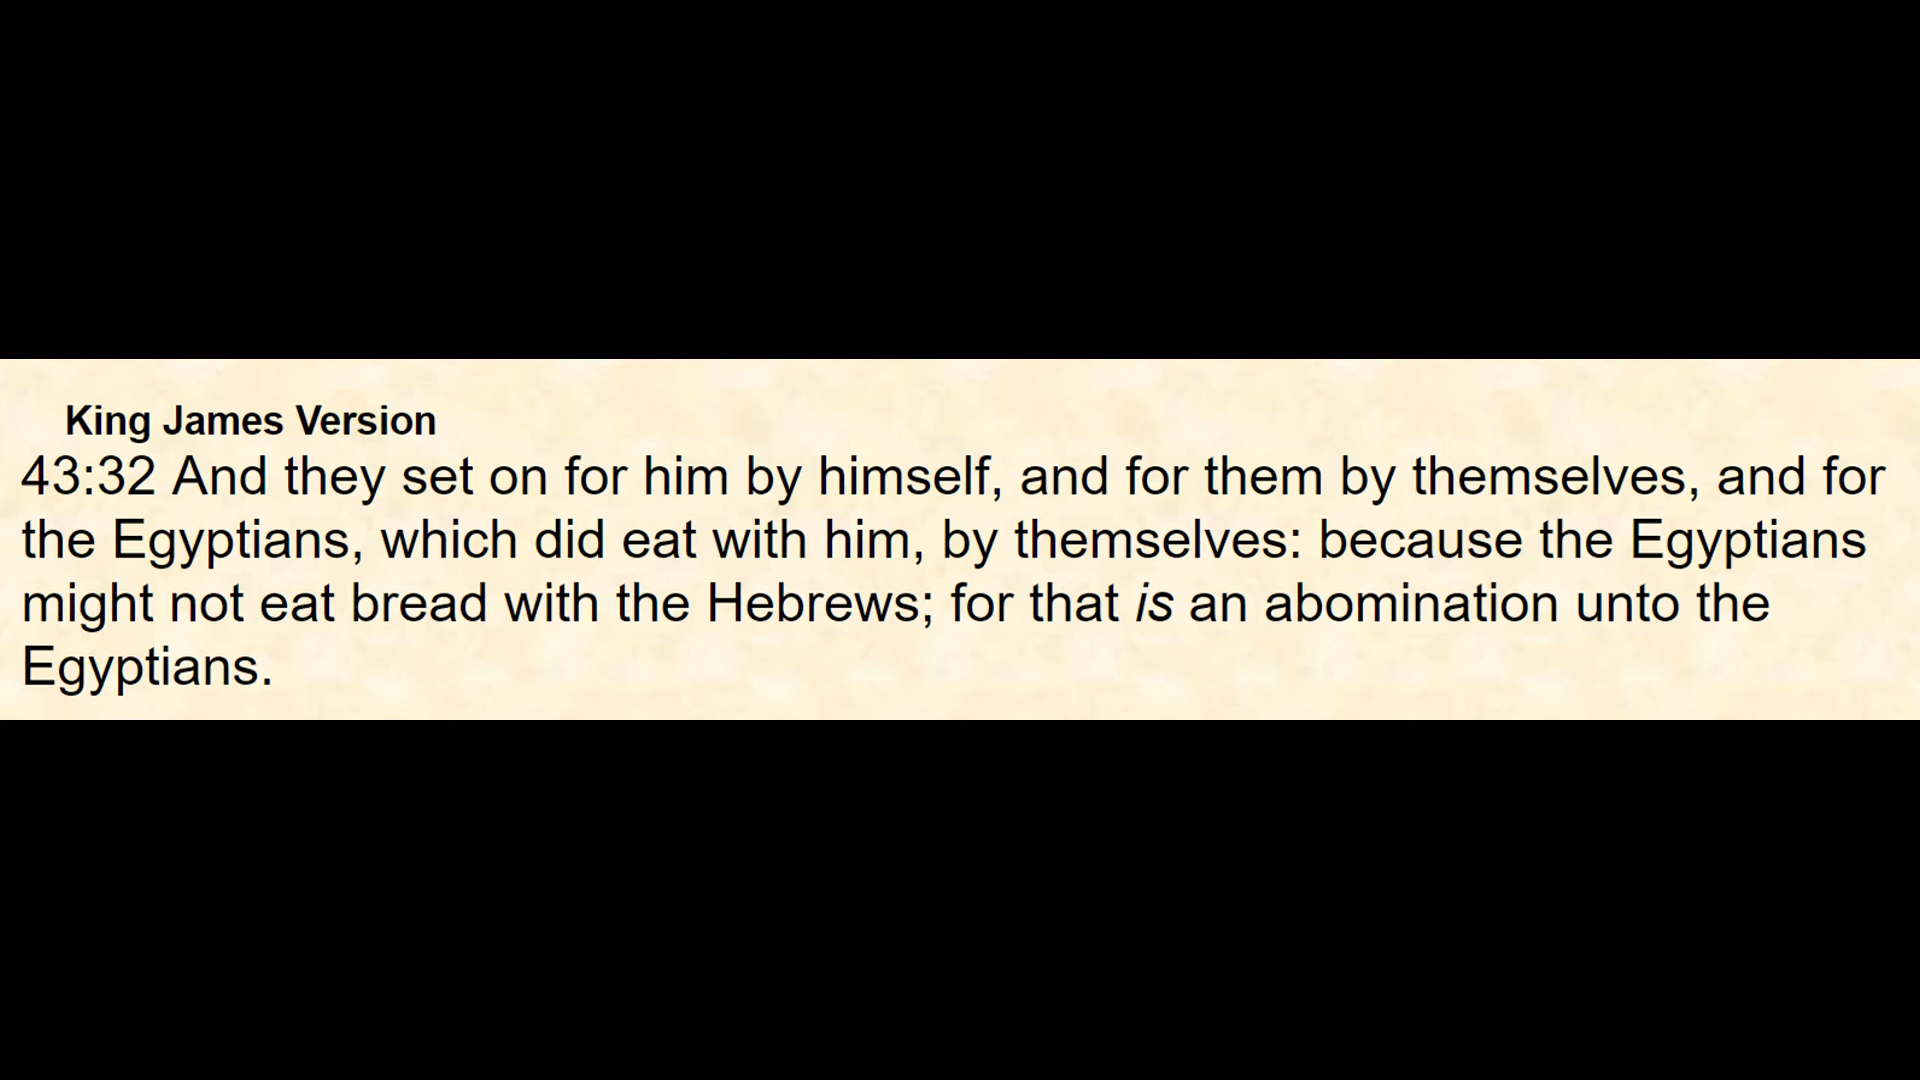 King James Version
43:32 And they set on for him by himself, and for them by themselves, and for
the Egyptians, which did eat with him, by themselves: because the Egyptians
might not eat bread with the Hebrews; for that is an abomination unto the
Egyptians.